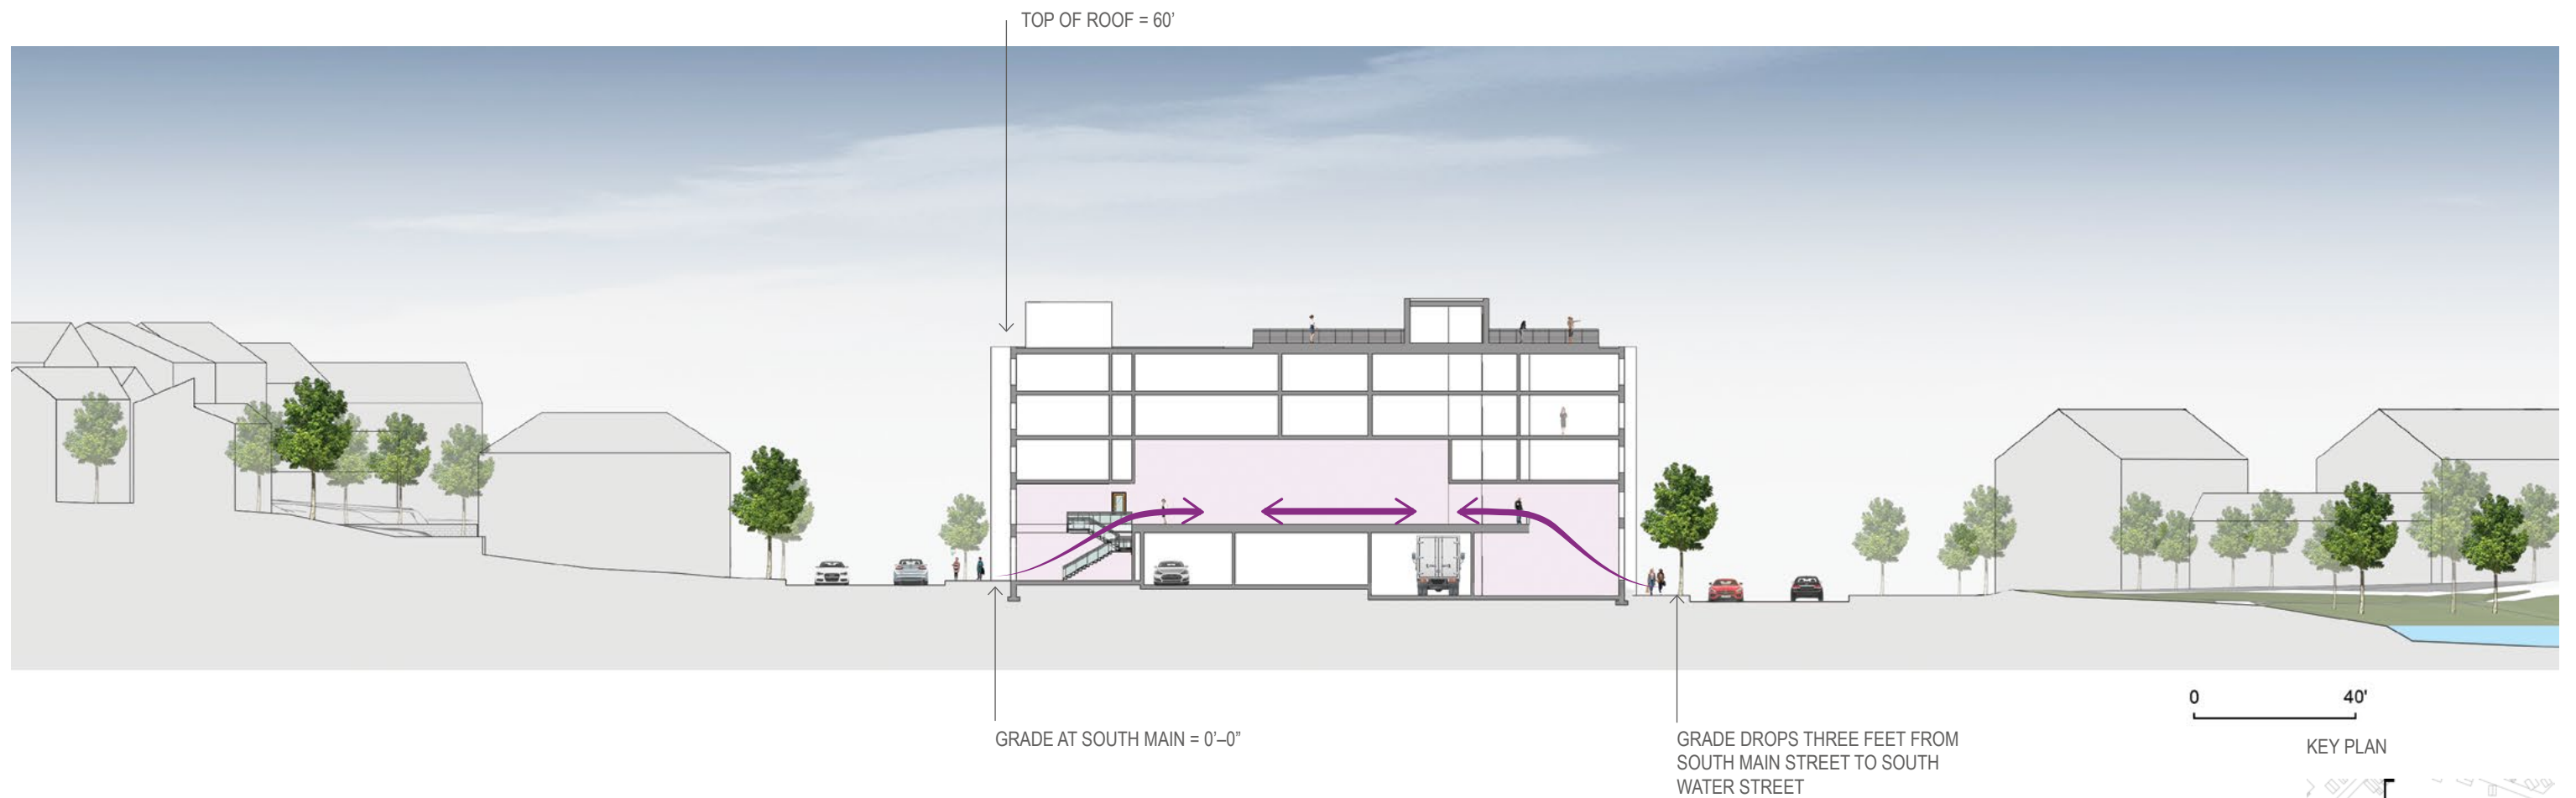 TOP OF ROOF = 60'
GRADE AT SOUTH MAIN = 0'–0”
GRADE DROPS THREE FEET FROM
SOUTH MAIN STREET TO SOUTH
WATER STREET
0 40'
KEY PLAN